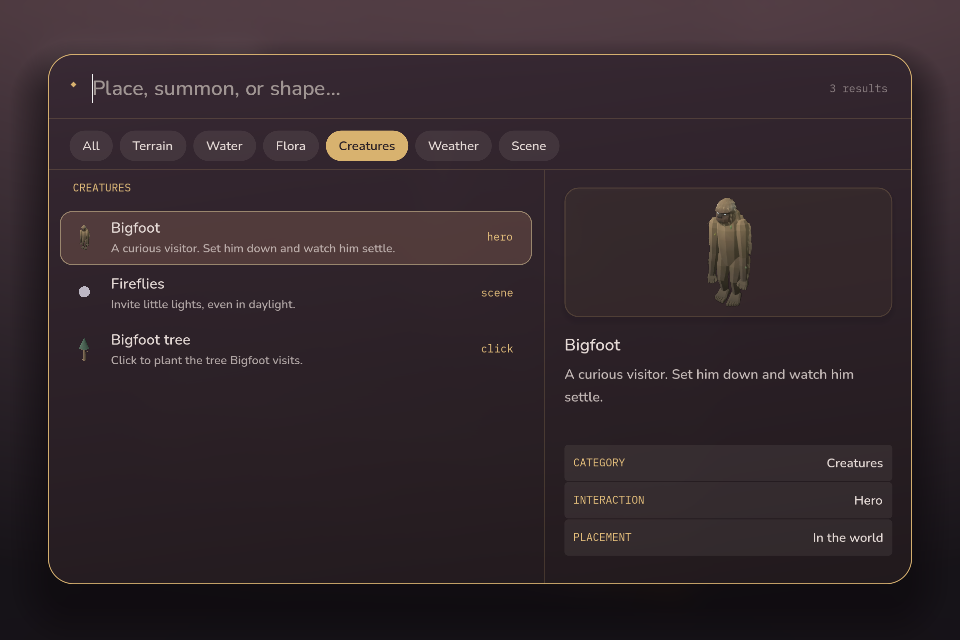 Place, summon, or shape...
3 results
All
Terrain
Water
Flora
Creatures
Weather
Scene
CREATURES
Bigfoot
A curious visitor. Set him down and watch him settle.
hero
Fireflies
Invite little lights, even in daylight.
scene
Bigfoot tree
Click to plant the tree Bigfoot visits.
click
Bigfoot
A curious visitor. Set him down and watch him
settle.
CATEGORY
Creatures
INTERACTION
Hero
PLACEMENT
In the world